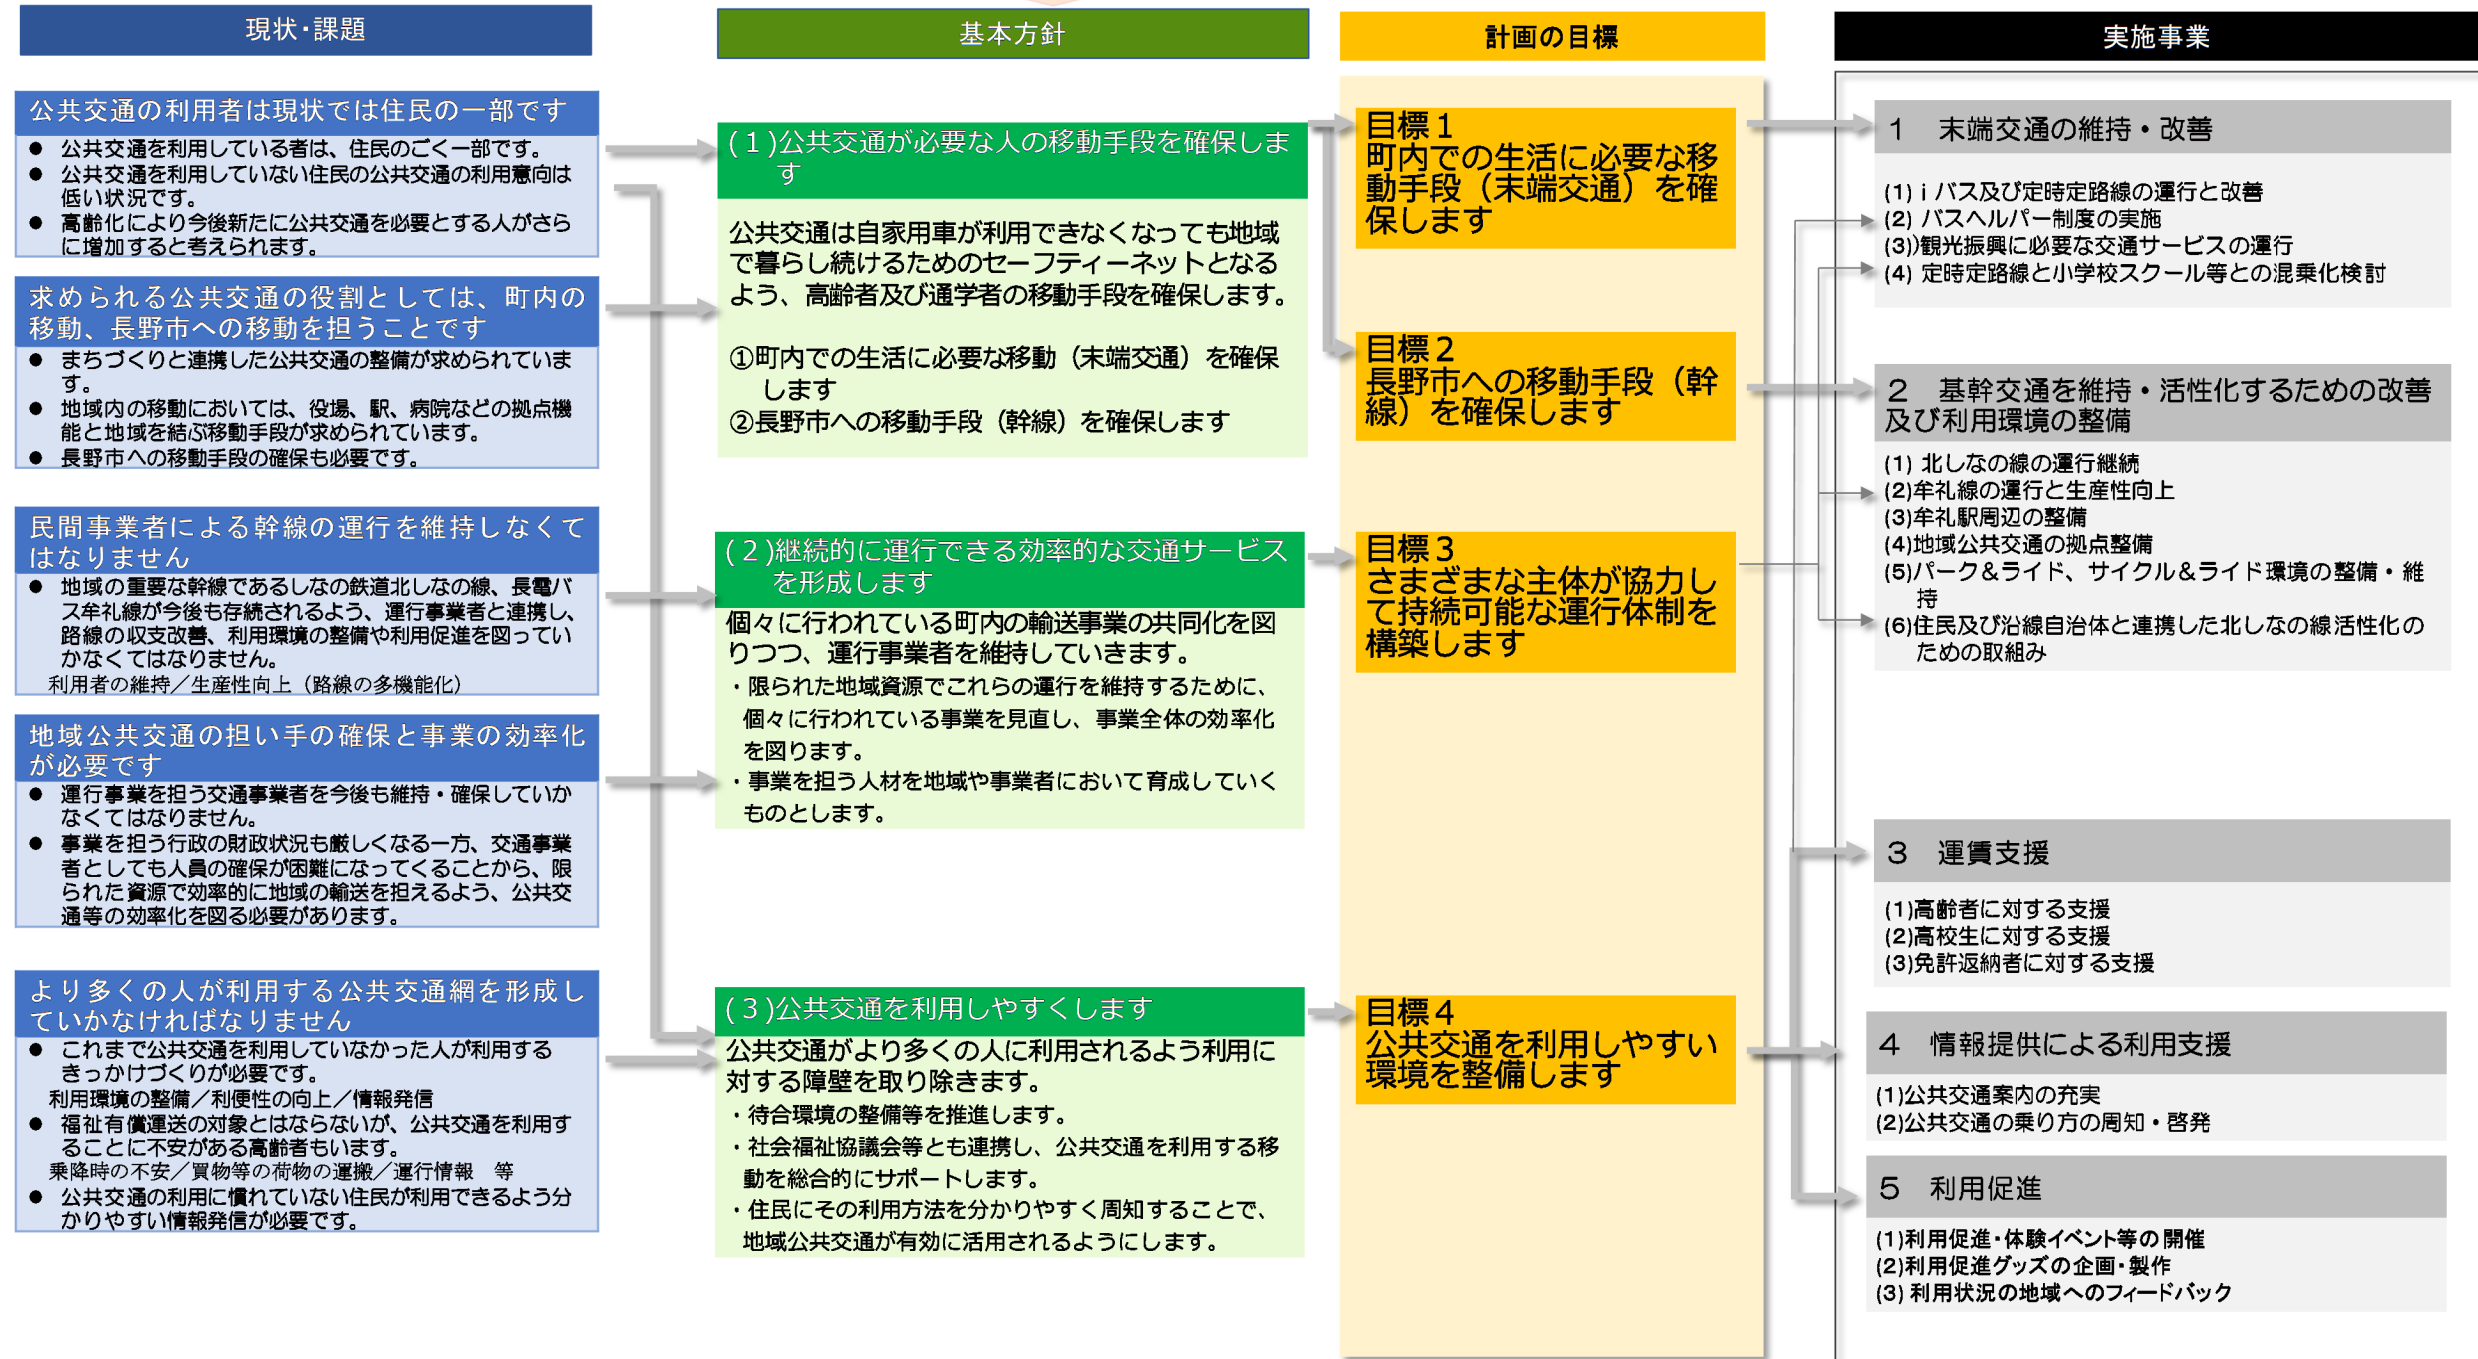 現状・課題
公共交通の利用者は現状では住民の一部です
● 公共交通を利用している者は、住民のごく一部です。
● 公共交通を利用していない住民の公共交通の利用意向は
低い状況です。
● 高齢化により今後新たに公共交通を必要とする人がさら
に増加すると考えられます。
求められる公共交通の役割としては、町内の
移動、長野市への移動を担うことです
● まちづくりと連携した公共交通の整備が求められていま
す。
● 地域内の移動においては、役場、駅、病院などの拠点機
能と地域を結ぶ移動手段が求められています。
● 長野市への移動手段の確保も必要です。
民間事業者による幹線の運行を維持しなくて
はなりません
● 地域の重要な幹線であるしなの鉄道北しなの線、長電バ
ス牟礼線が今後も存続されるよう、運行事業者と連携し、
路線の収支改善、利用環境の整備や利用促進を図ってい
かなくてはなりません。
利用者の維持／生産性向上（路線の多機能化）
地域公共交通の担い手の確保と事業の効率化
が必要です
● 運行事業を担う交通事業者を今後も維持・確保していか
なくてはなりません。
● 事業を担う行政の財政状況も厳しくなる一方、交通事業
者としても人員の確保が困難になってくることから、限
られた資源で効率的に地域の輸送を担えるよう、公共交
通等の効率化を図る必要があります。
より多くの人が利用する公共交通網を形成し
ていかなければなりません
● これまで公共交通を利用していなかった人が利用する
きっかけづくりが必要です。
利用環境の整備／利便性の向上／情報発信
● 福祉有償運送の対象とはならないが、公共交通を利用す
ることに不安がある高齢者もいます。
乗降時の不安／買物等の荷物の運搬／運行情報　等
● 公共交通の利用に慣れていない住民が利用できるよう分
かりやすい情報発信が必要です。
基本方針
(１)公共交通が必要な人の移動手段を確保しま
す
公共交通は自家用車が利用できなくなっても地域
で暮らし続けるためのセーフティーネットとなる
よう、高齢者及び通学者の移動手段を確保します。
①町内での生活に必要な移動（末端交通）を確保
します
②長野市への移動手段（幹線）を確保します
(２)継続的に運行できる効率的な交通サービス
を形成します
個々に行われている町内の輸送事業の共同化を図
りつつ、運行事業者を維持していきます。
・限られた地域資源でこれらの運行を維持するために、
個々に行われている事業を見直し、事業全体の効率化
を図ります。
・事業を担う人材を地域や事業者において育成していく
ものとします。
(３)公共交通を利用しやすくします
公共交通がより多くの人に利用されるよう利用に
対する障壁を取り除きます。
・待合環境の整備等を推進します。
・社会福祉協議会等とも連携し、公共交通を利用する移
動を総合的にサポートします。
・住民にその利用方法を分かりやすく周知することで、
地域公共交通が有効に活用されるようにします。
計画の目標
目標１
町内での生活に必要な移
動手段（末端交通）を確
保します
目標２
長野市への移動手段（幹
線）を確保します
目標３
さまざまな主体が協力し
て持続可能な運行体制を
構築します
目標４
公共交通を利用しやすい
環境を整備します
実施事業
１　末端交通の維持・改善
(1) i バス及び定時定路線の運行と改善
(2) バスヘルパー制度の実施
(3))観光振興に必要な交通サービスの運行
(4) 定時定路線と小学校スクール等との混乗化検討
２　基幹交通を維持・活性化するための改善
及び利用環境の整備
(1) 北しなの線の運行継続
(2)牟礼線の運行と生産性向上
(3)牟礼駅周辺の整備
(4)地域公共交通の拠点整備
(5)パーク＆ライド、サイクル＆ライド環境の整備・維
持
(6)住民及び沿線自治体と連携した北しなの線活性化の
ための取組み
３　運賃支援
(1)高齢者に対する支援
(2)高校生に対する支援
(3)免許返納者に対する支援
４　情報提供による利用支援
(1)公共交通案内の充実
(2)公共交通の乗り方の周知・啓発
５　利用促進
(1)利用促進・体験イベント等の開催
(2)利用促進グッズの企画・製作
(3) 利用状況の地域へのフィードバック